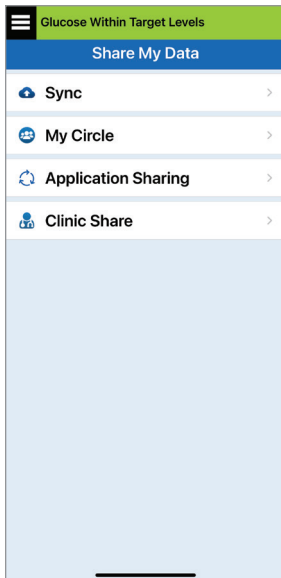 Glucose Within Target Levels
Share My Data
Sync
My Circle
Application Sharing
Clinic Share